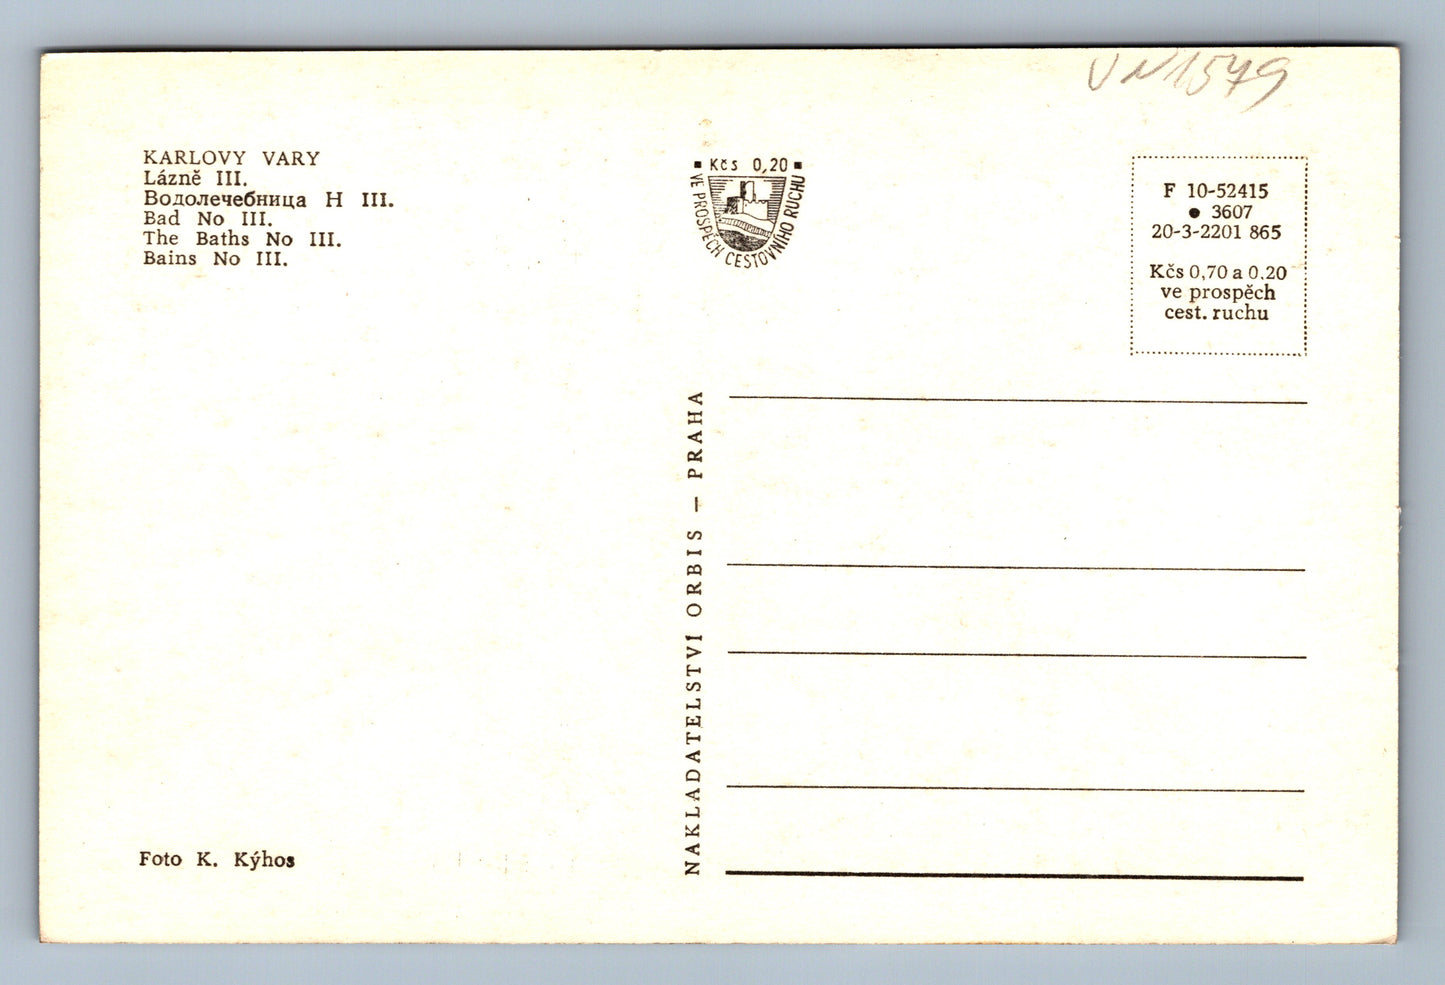 UN1579
KARLOVY VARY
Lázně III.
Водолечебница Н III.
Bad No III.
The Baths No III.
Bains No III.
Kčs 0,20
VE PROSPĚCH CESTOVNÍHO RUCHU
F 10-52415
● 3607
20-3-2201 865
Kčs 0,70 a 0.20
ve prospěch
cest. ruchu
NAKLADATELSTVÍ ORBIS — PRAHA
Foto K. Kýhos